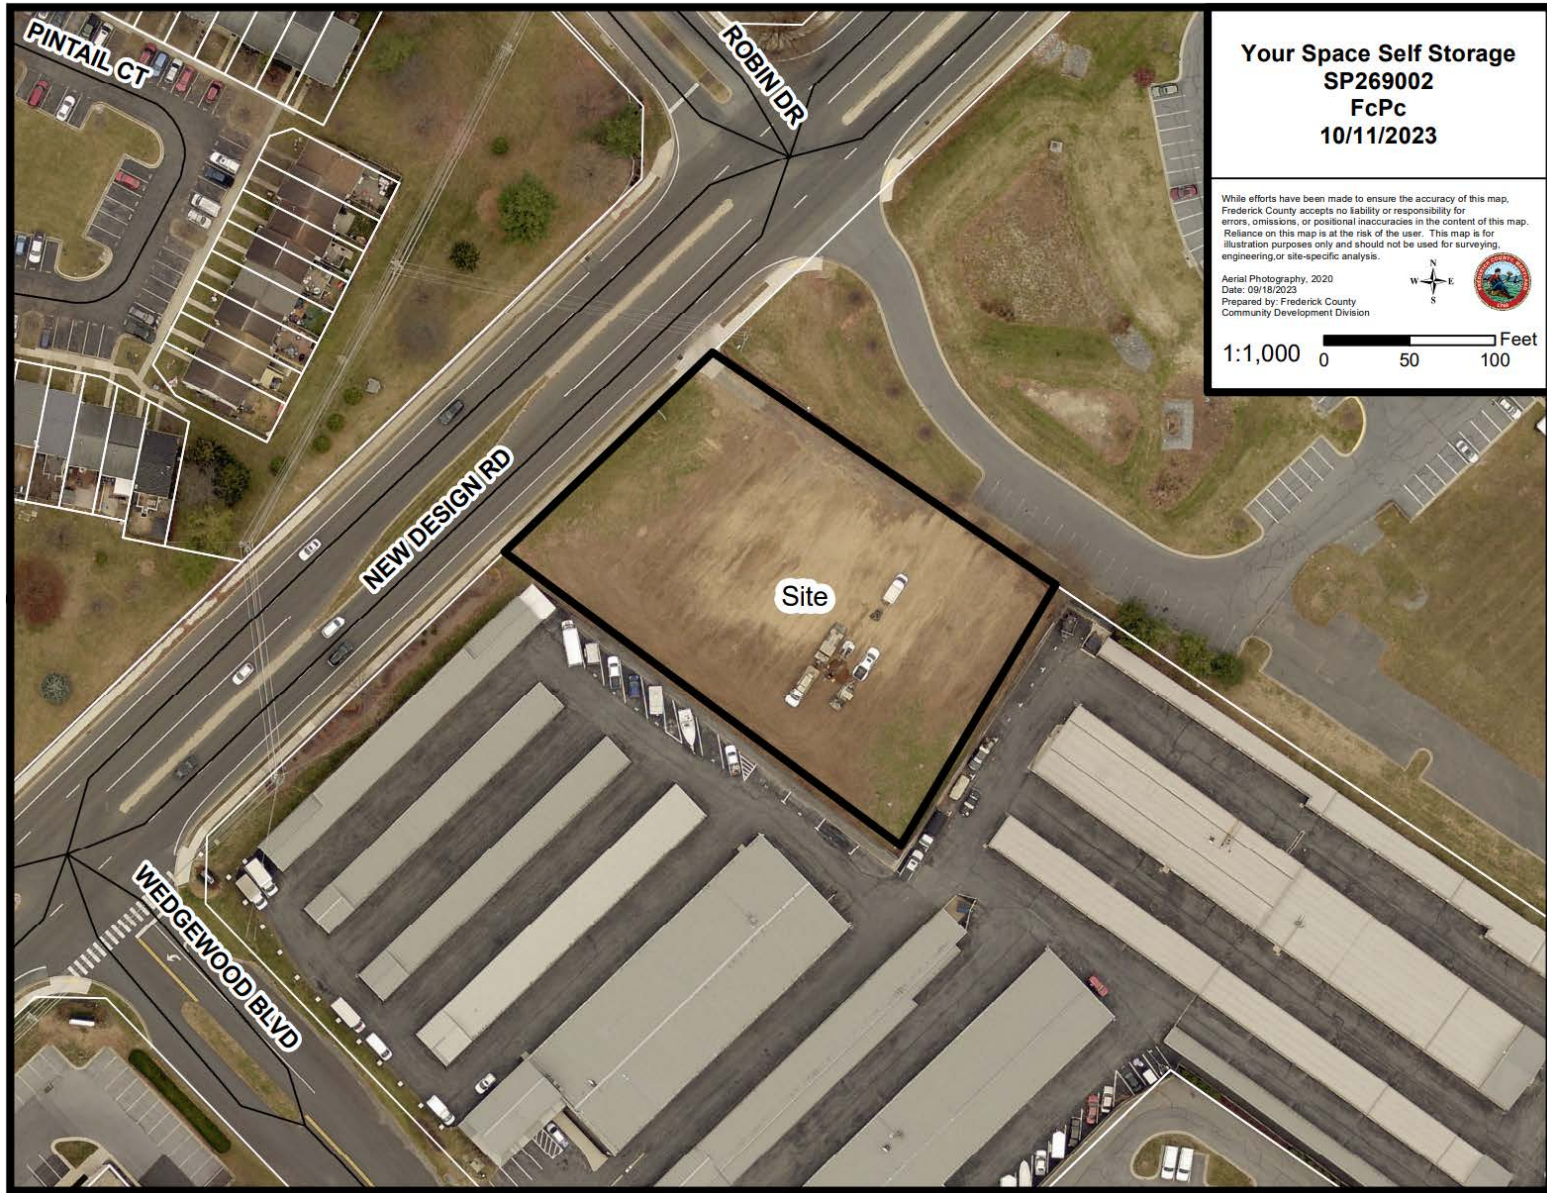 Your Space Self Storage
SP269002
FcPc
10/11/2023
While efforts have been made to ensure the accuracy of this map,
Frederick County accepts no liability or responsibility for
errors, omissions, or positional inaccuracies in the content of this map.
Reliance on this map is at the risk of the user. This map is for
illustration purposes only and should not be used for surveying,
engineering,or site-specific analysis.
Aerial Photography, 2020
Date: 09/18/2023
Prepared by: Frederick County
Community Development Division
N
W E
S
1:1,000
Feet
0 50 100
PINTAIL CT
ROBIN DR
NEW DESIGN RD
Site
WEDGEWOOD BLVD